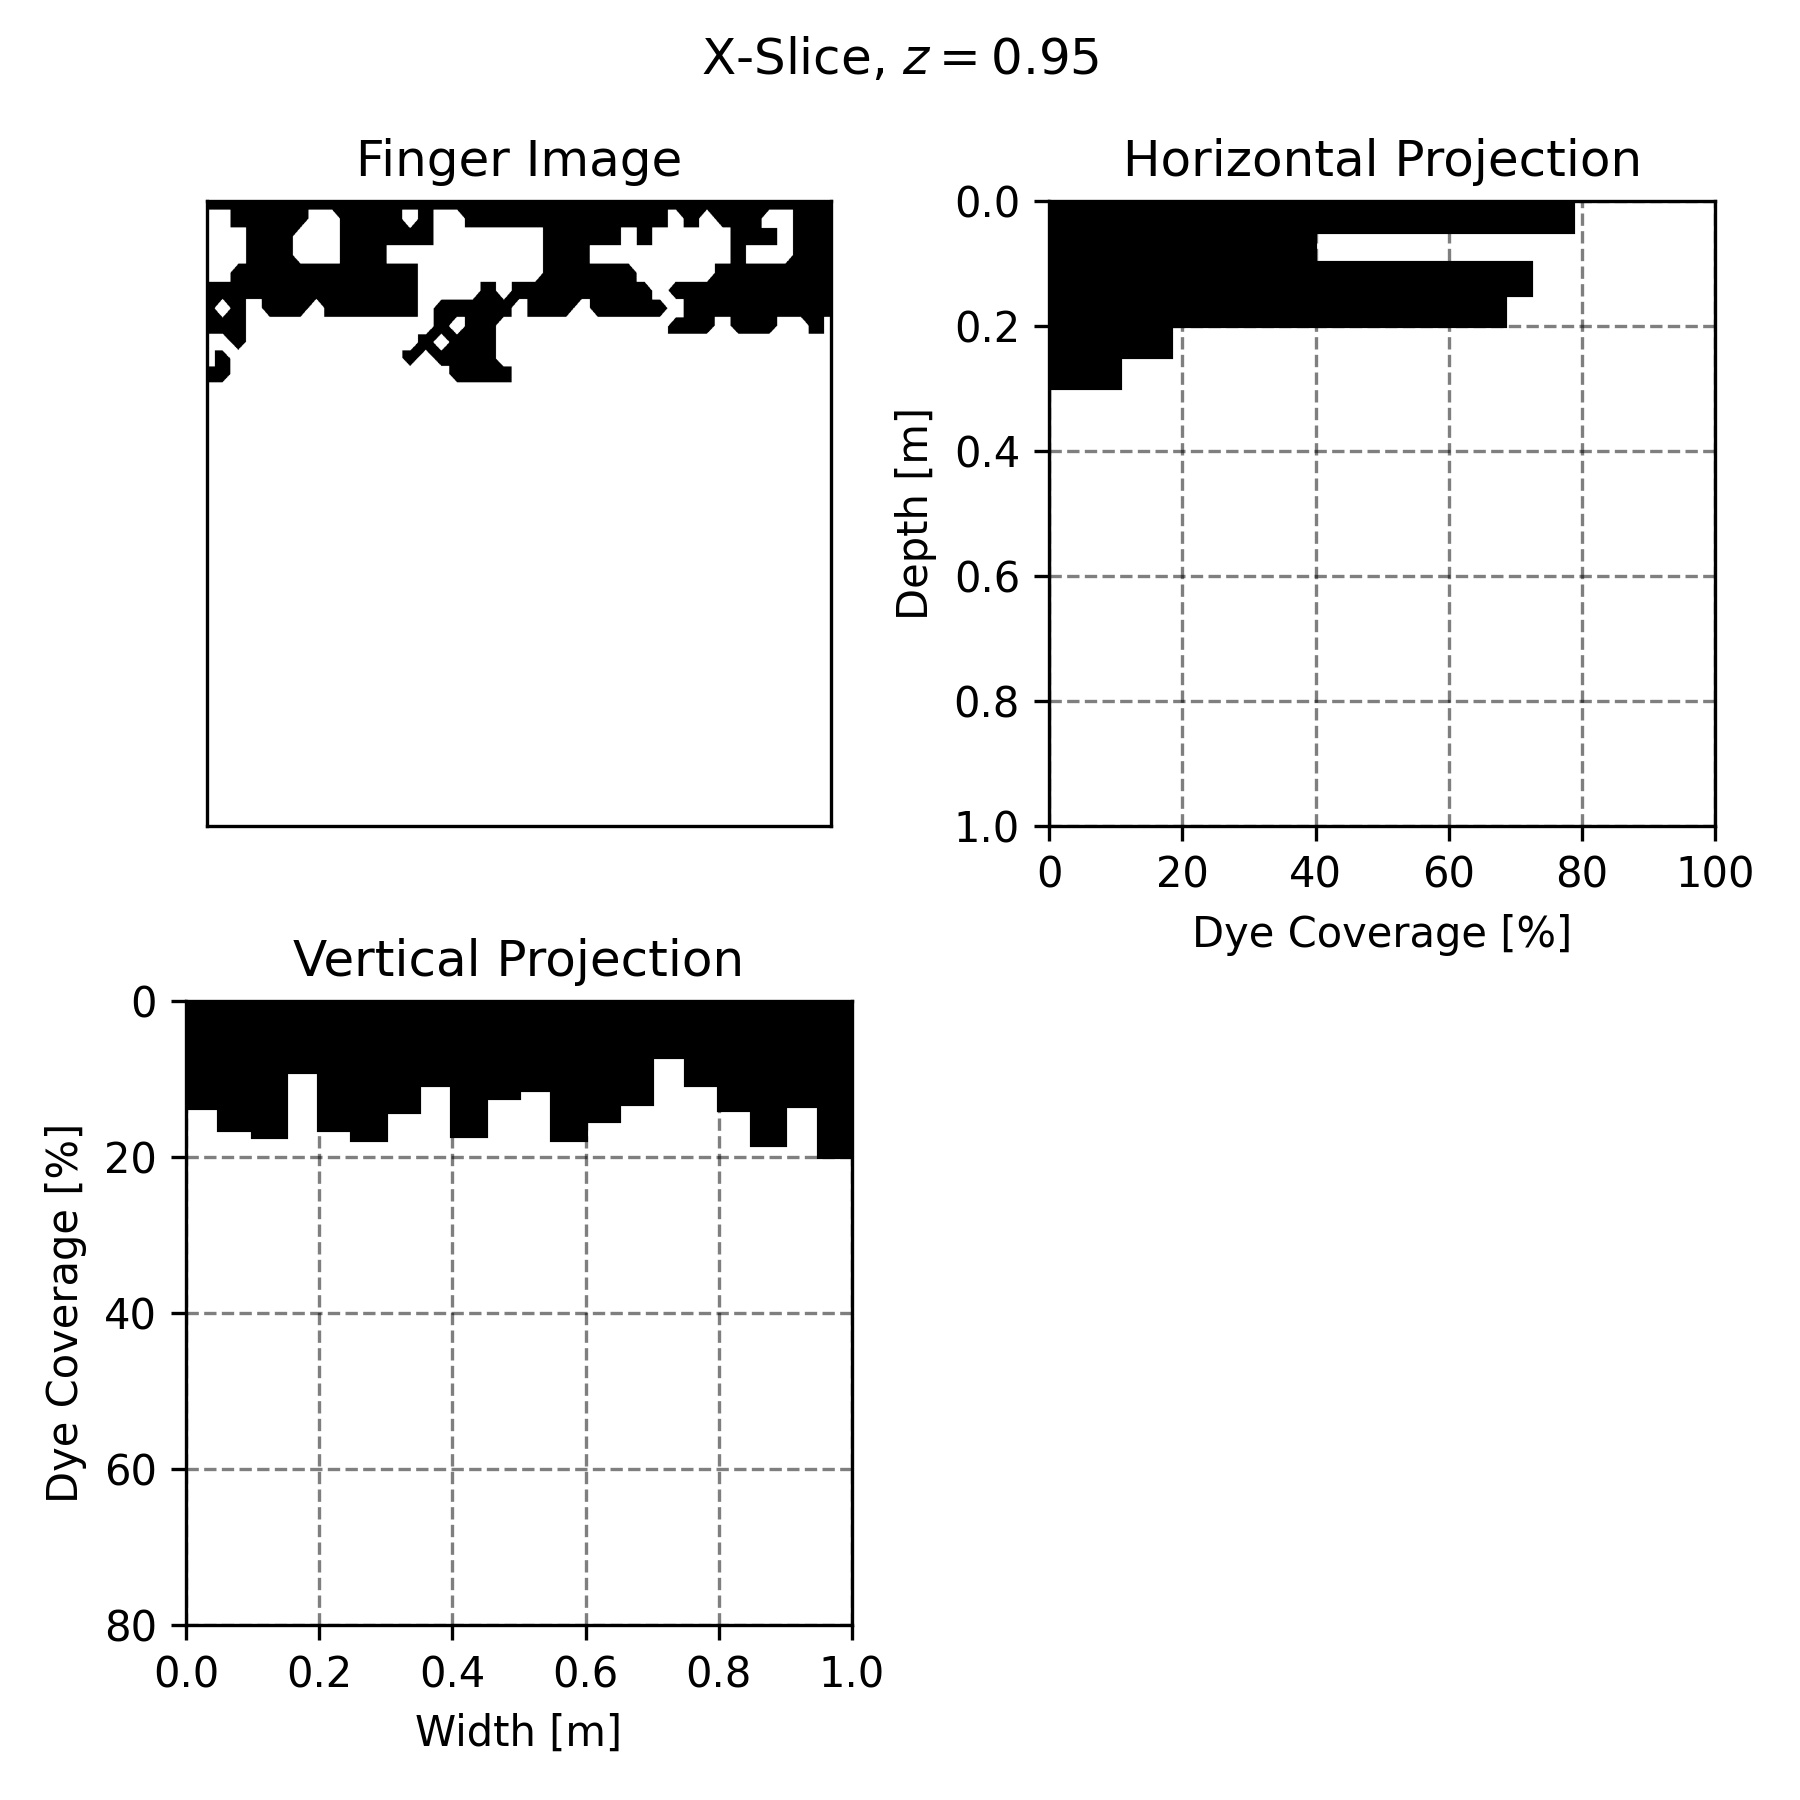 X-Slice, z = 0.95
Finger Image
Horizontal Projection
0.0
0.2
0.4
0.6
0.8
1.0
Depth [m]
0 20 40 60 80 100
Dye Coverage [%]
Vertical Projection
0
20
40
60
80
Dye Coverage [%]
0.0 0.2 0.4 0.6 0.8 1.0
Width [m]